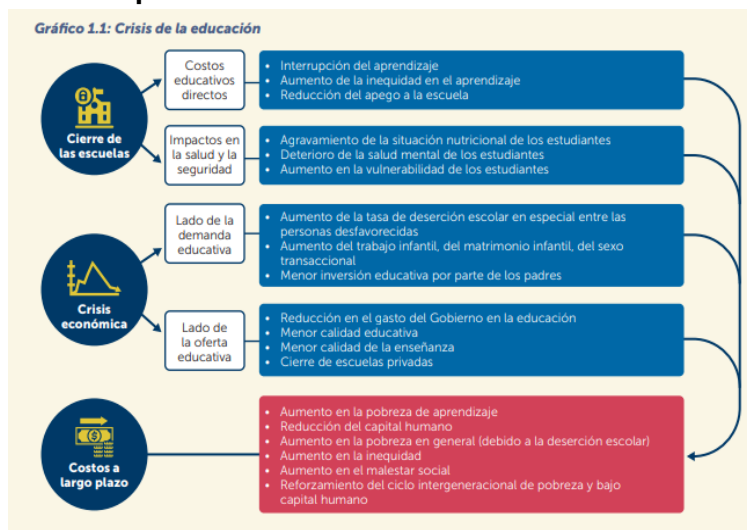 Gráfico 1.1: Crisis de la educación
Cierre de
las escuelas
Costos
educativos
directos
• Interrupción del aprendizaje
• Aumento de la inequidad en el aprendizaje
• Reducción del apego a la escuela
Impactos en
la salud y la
seguridad
• Agravamiento de la situación nutricional de los estudiantes
• Deterioro de la salud mental de los estudiantes
• Aumento en la vulnerabilidad de los estudiantes
Crisis
económica
Lado de la
demanda
educativa
• Aumento de la tasa de deserción escolar en especial entre las
personas desfavorecidas
• Aumento del trabajo infantil, del matrimonio infantil, del sexo
transaccional
• Menor inversión educativa por parte de los padres
Lado de
la oferta
educativa
• Reducción en el gasto del Gobierno en la educación
• Menor calidad educativa
• Menor calidad de la enseñanza
• Cierre de escuelas privadas
Costos a
largo plazo
• Aumento en la pobreza de aprendizaje
• Reducción del capital humano
• Aumento en la pobreza en general (debido a la deserción escolar)
• Aumento en la inequidad
• Aumento en el malestar social
• Reforzamiento del ciclo intergeneracional de pobreza y bajo
capital humano